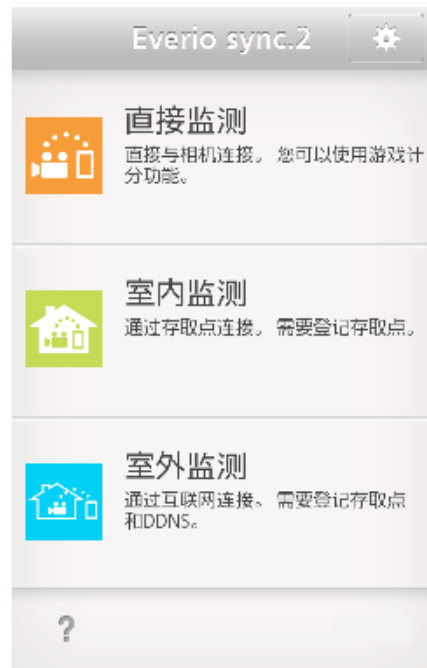 Everio sync.2
直接监测
直接与相机连接。您可以使用游戏计
分功能。
室内监测
通过存取点连接。需要登记存取点。
室外监测
通过互联网连接。需要登记存取点
和DDNS。
?